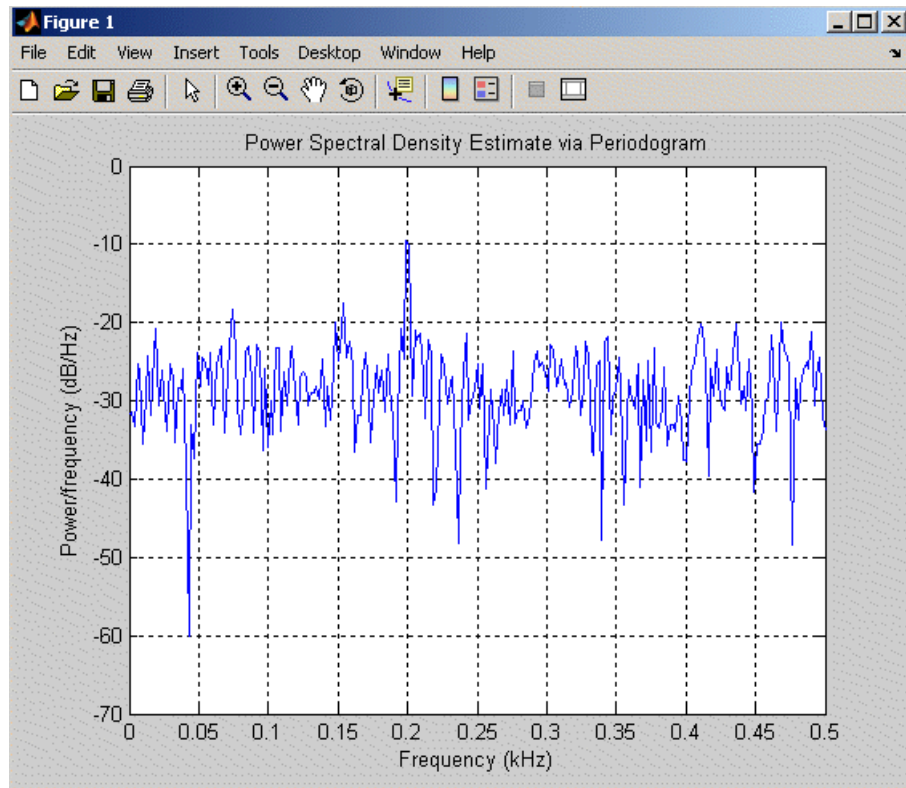 Figure 1
File Edit View Insert Tools Desktop Window Help
Power Spectral Density Estimate via Periodogram
0
-10
-20
-30
-40
-50
-60
-70
Power/frequency (dB/Hz)
0 0.05 0.1 0.15 0.2 0.25 0.3 0.35 0.4 0.45 0.5
Frequency (kHz)